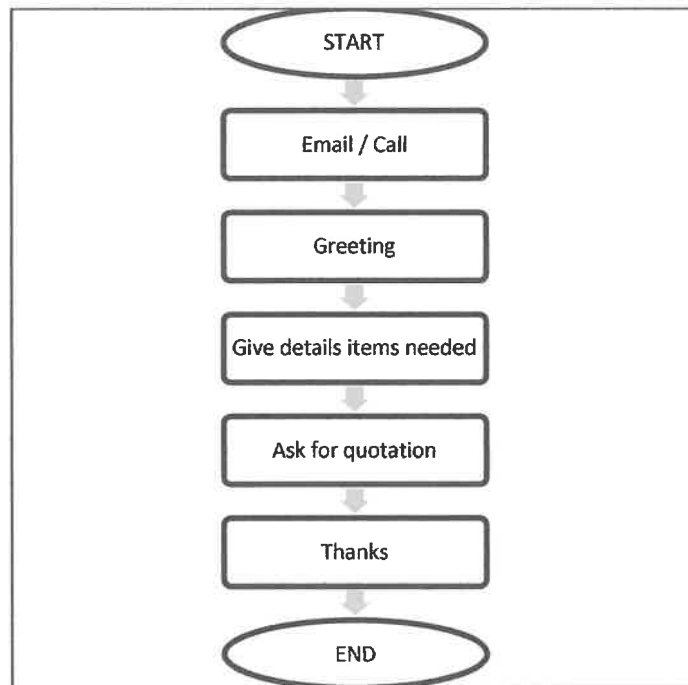 START
Email / Call
Greeting
Give details items needed
Ask for quotation
Thanks
END